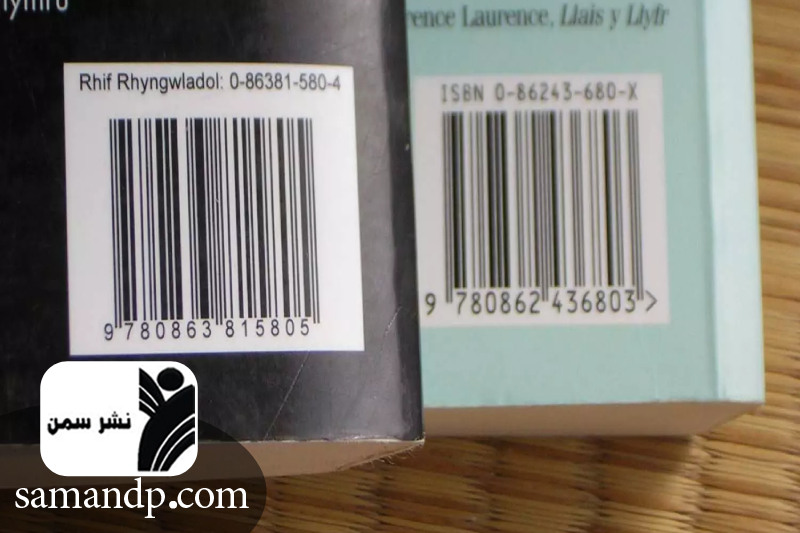 Rhif Rhyngwladol: 0-86381-580-4
9 780863 815805
rence Laurence, Llais y Llyfr
ISBN 0-86243-680-X
9 780862 436803 >
نشر سمن
samandp.com